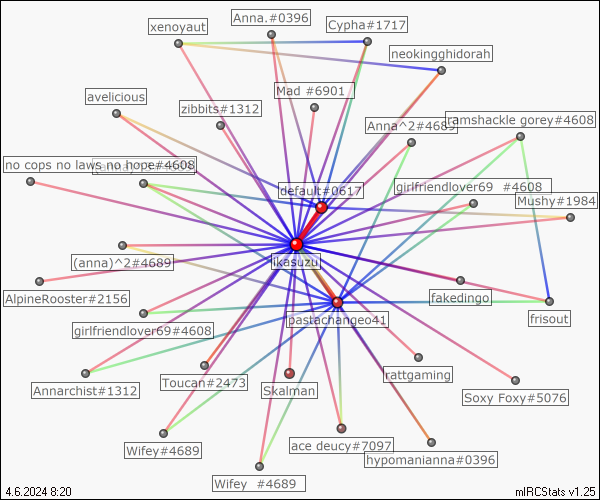 Anna.#0396
xenoyaut
Cypha#1717
neokingghidorah
Mad #6901
avelicious
zibbits#1312
Anna^2#4689
ramshackle gorey#4608
no cops no laws no hope#4608
default#0617
girlfriendlover69 #4608
Mushy#1984
(anna)^2#4689
ikasuzu
AlpineRooster#2156
fakedingo
frisout
girlfriendlover69#4608
pastachangeo41
rattgaming
Annarchist#1312
Toucan#2473
Skalman
Soxy Foxy#5076
Wifey#4689
ace deucy#7097
hypomanianna#0396
Wifey #4689
4.6.2024 8:20
mIRCStats v1.25